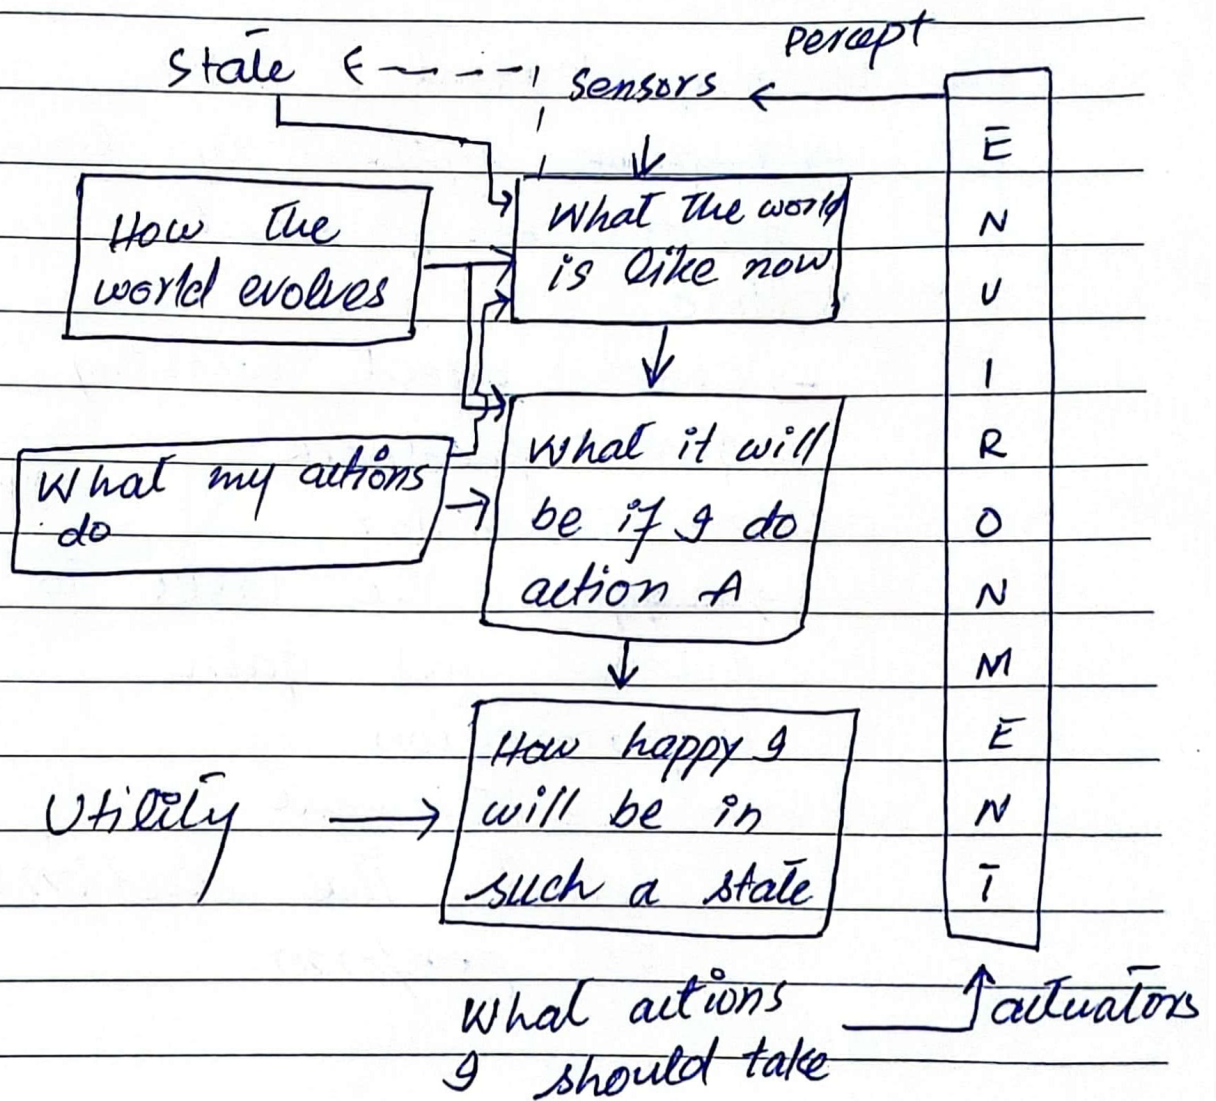 percept
State
sensors
How the
world evolves
What the world
is like now
What my actions
do
What it will
be if I do
action A
Utility
How happy I
will be in
such a state
What actions
I should take
actuators
E
N
V
I
R
O
N
M
E
N
T